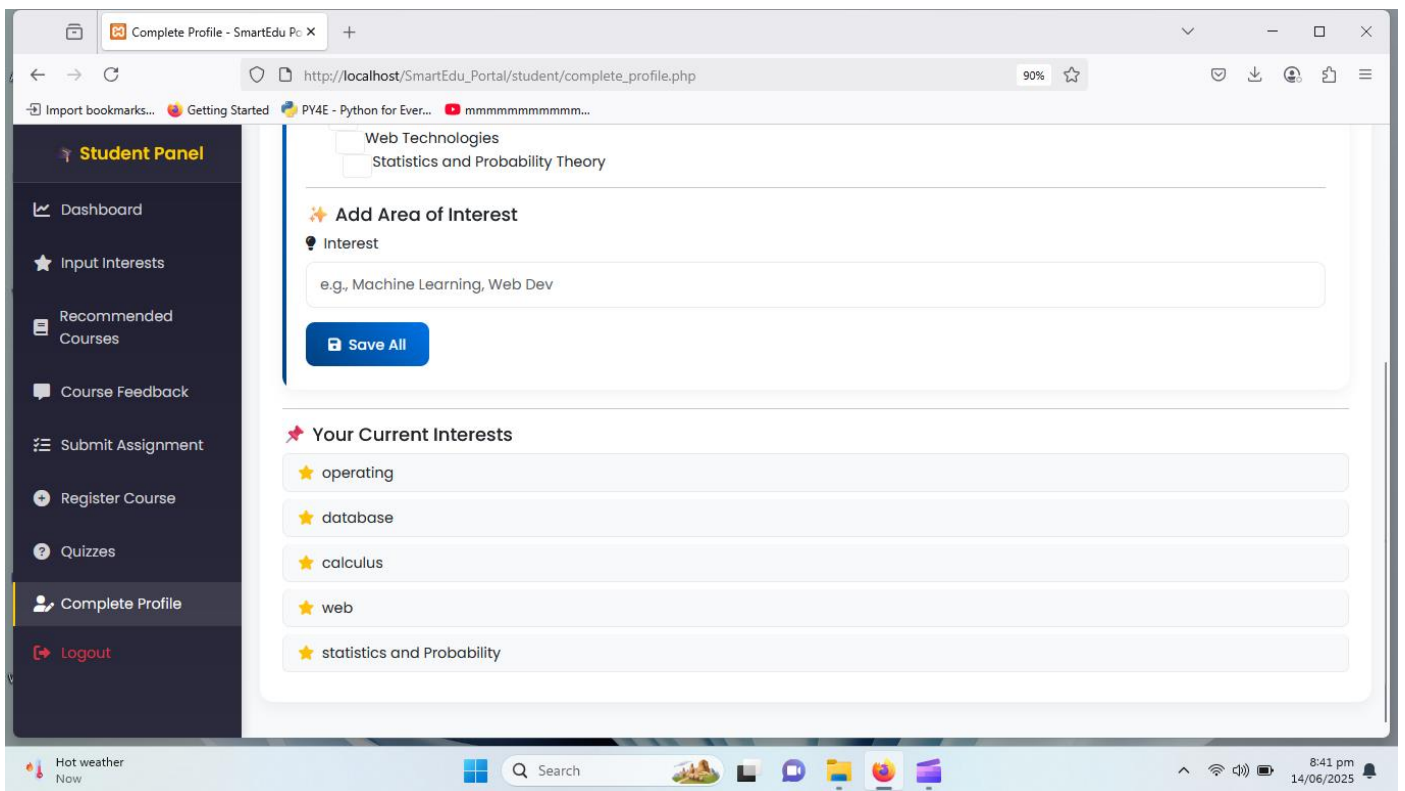 Complete Profile - SmartEdu Po
http://localhost/SmartEdu_Portal/student/complete_profile.php
90%
Import bookmarks...
Getting Started
PY4E - Python for Ever...
mmmmmmmmmmm...
Student Panel
Dashboard
Input Interests
Recommended
Courses
Course Feedback
Submit Assignment
Register Course
Quizzes
Complete Profile
Logout
Web Technologies
Statistics and Probability Theory
Add Area of Interest
Interest
e.g., Machine Learning, Web Dev
Save All
Your Current Interests
operating
database
calculus
web
statistics and Probability
Hot weather
Now
Search
8:41 pm
14/06/2025